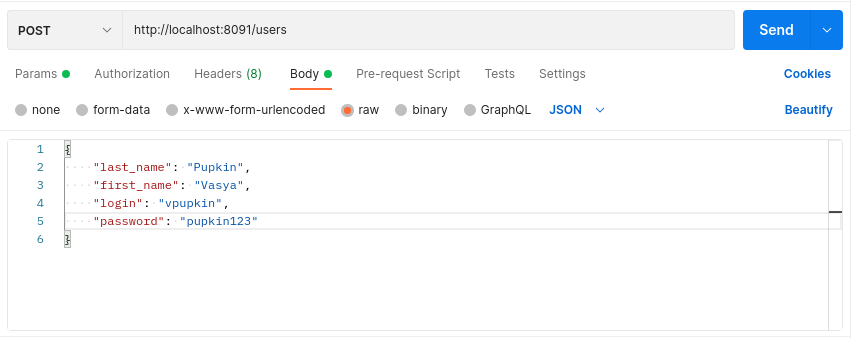 POST http://localhost:8091/users Send
Params Authorization Headers (8) Body Pre-request Script Tests Settings Cookies
none form-data x-www-form-urlencoded raw binary GraphQL JSON Beautify
1 {
2 "last_name": "Pupkin",
3 "first_name": "Vasya",
4 "login": "vpupkin",
5 "password": "pupkin123"
6 }